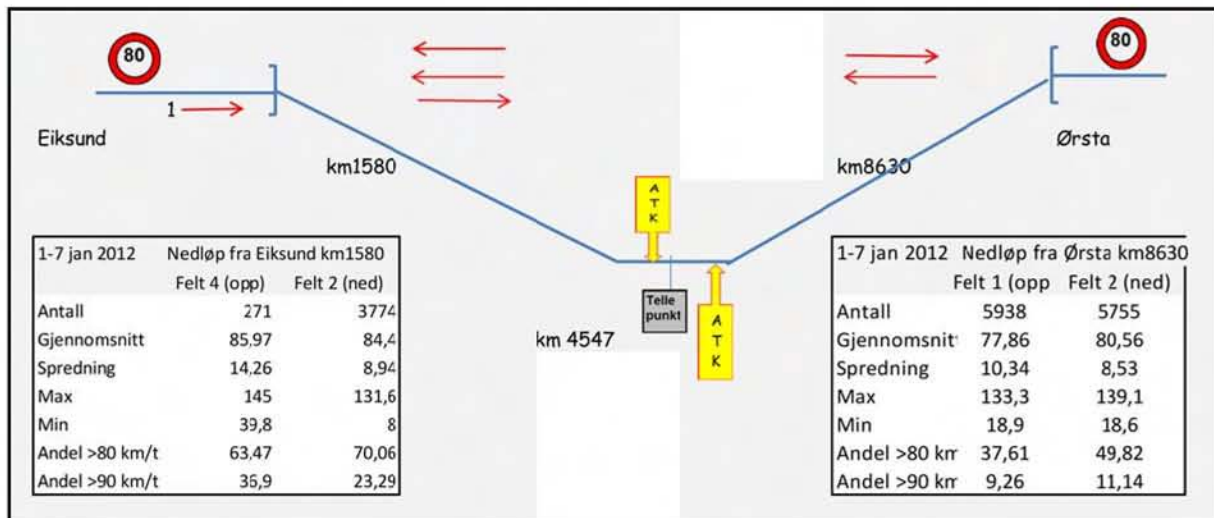 80
80
1
Eiksund
Ørsta
km1580
km8630
A
T
K
Telle
punkt
km 4547
A
T
K
1-7 jan 2012 Nedløp fra Eiksund km1580
Felt 4 (opp) Felt 2 (ned)
Antall 271 3774
Gjennomsnitt 85,97 84,4
Spredning 14,26 8,94
Max 145 131,6
Min 39,8 8
Andel >80 km/t 63,47 70,06
Andel >90 km/t 36,9 23,29
1-7 jan 2012 Nedløp fra Ørsta km8630
Felt 1 (opp Felt 2 (ned)
Antall 5938 5755
Gjennomsnit 77,86 80,56
Spredning 10,34 8,53
Max 133,3 139,1
Min 18,9 18,6
Andel >80 km 37,61 49,82
Andel >90 km 9,26 11,14